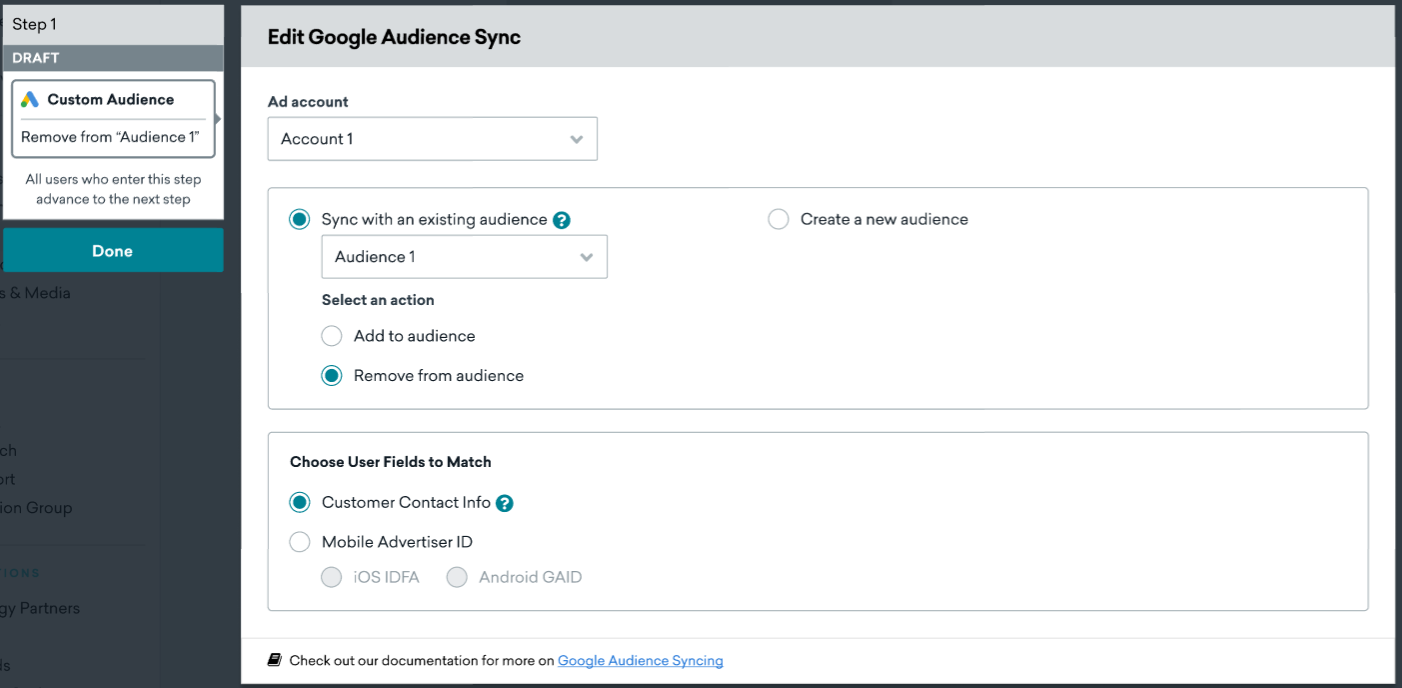 Step 1
DRAFT
Custom Audience
Remove from “Audience 1”
All users who enter this step
advance to the next step
Done
s & Media
ch
ort
ion Group
IONS
gy Partners
ls
Edit Google Audience Sync
Ad account
Account 1
Sync with an existing audience ?
Create a new audience
Audience 1
Select an action
Add to audience
Remove from audience
Choose User Fields to Match
Customer Contact Info ?
Mobile Advertiser ID
iOS IDFA Android GAID
Check out our documentation for more on Google Audience Syncing